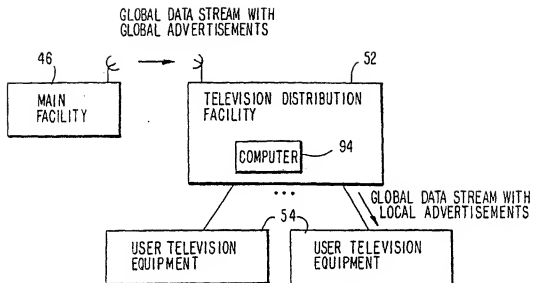 GLOBAL DATA STREAM WITH
GLOBAL ADVERTISEMENTS
46
52
MAIN
FACILITY
TELEVISION DISTRIBUTION
FACILITY
COMPUTER
94
GLOBAL DATA STREAM WITH
LOCAL ADVERTISEMENTS
54
USER TELEVISION
EQUIPMENT
USER TELEVISION
EQUIPMENT